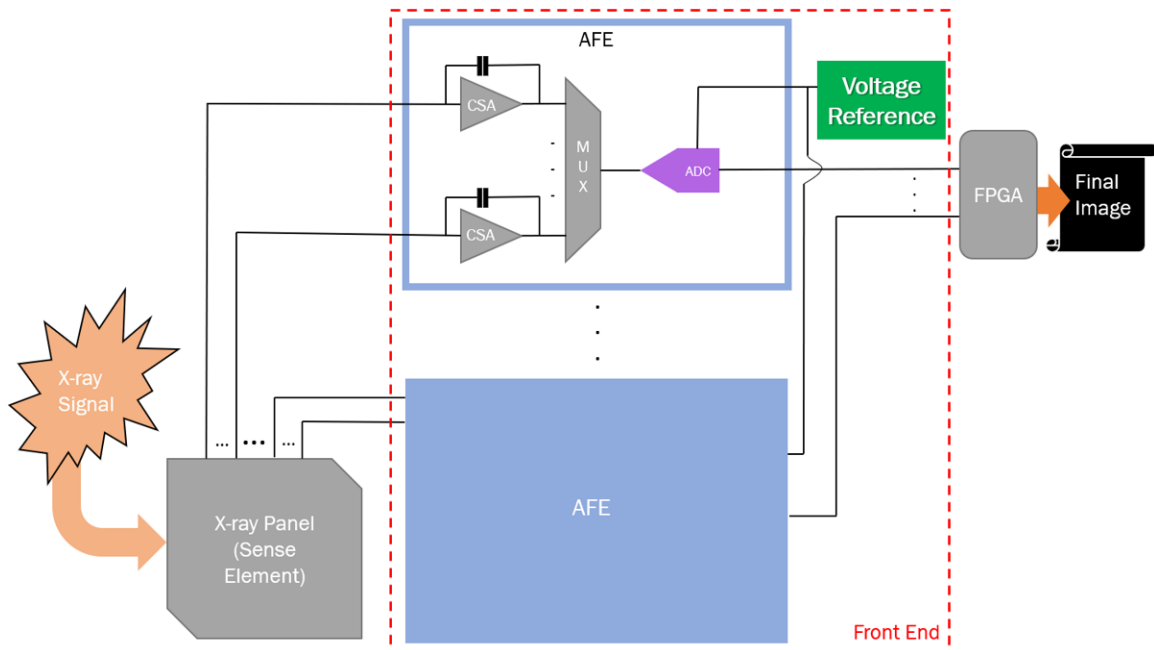 AFE
CSA
CSA
M
U
X
ADC
Voltage
Reference
FPGA
Final
Image
X-ray
Signal
...
...
...
X-ray Panel
(Sense
Element)
AFE
Front End